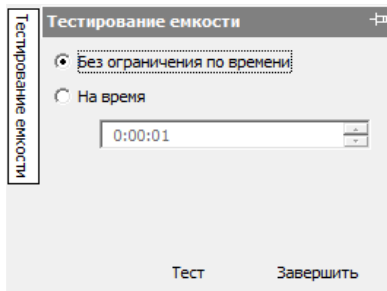 Тестирование емкости
Тестирование емкости
Без ограничения по времени
На время
0:00:01
Тест
Завершить